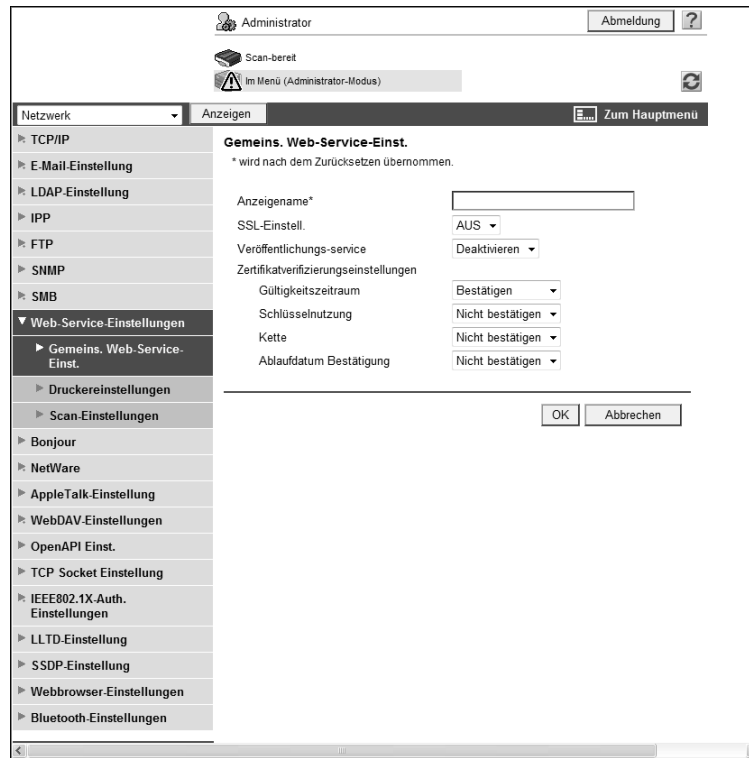 Administrator
Abmeldung
?
Scan-bereit
Im Menü (Administrator-Modus)
Netzwerk
Anzeigen
Zum Hauptmenü
TCP/IP
E-Mail-Einstellung
LDAP-Einstellung
IPP
FTP
SNMP
SMB
Web-Service-Einstellungen
Gemeins. Web-Service-
Einst.
Druckereinstellungen
Scan-Einstellungen
Bonjour
NetWare
AppleTalk-Einstellung
WebDAV-Einstellungen
OpenAPI Einst.
TCP Socket Einstellung
IEEE802.1X-Auth.
Einstellungen
LLTD-Einstellung
SSDP-Einstellung
Webbrowser-Einstellungen
Bluetooth-Einstellungen
Gemeins. Web-Service-Einst.
* wird nach dem Zurücksetzen übernommen.
Anzeigename*
SSL-Einstell. AUS
Veröffentlichungs-service Deaktivieren
Zertifikatverifizierungseinstellungen
Gültigkeitszeitraum Bestätigen
Schlüsselnutzung Nicht bestätigen
Kette Nicht bestätigen
Ablaufdatum Bestätigung Nicht bestätigen
OK Abbrechen